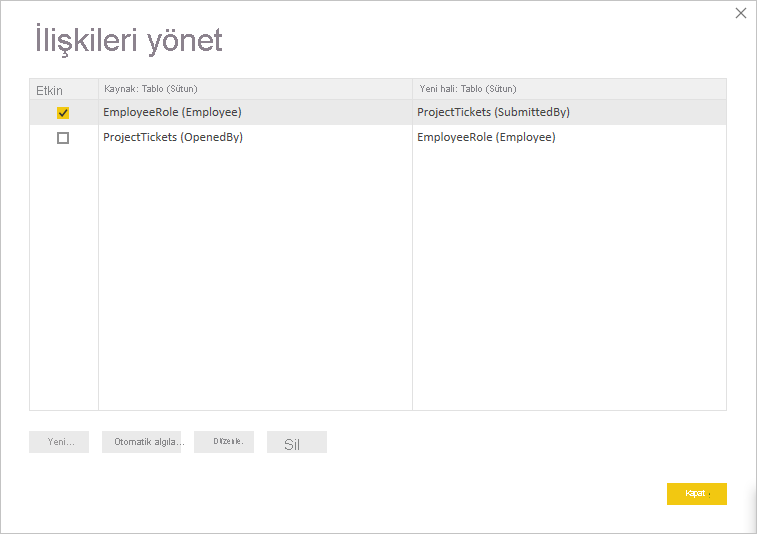 İlişkileri yönet
Etkin Kaynak: Tablo (Sütun) Yeni hali: Tablo (Sütun)
EmployeeRole (Employee) ProjectTickets (SubmittedBy)
ProjectTickets (OpenedBy) EmployeeRole (Employee)
Yeni... Otomatik algıla... Düzenle. Sil
Kapat